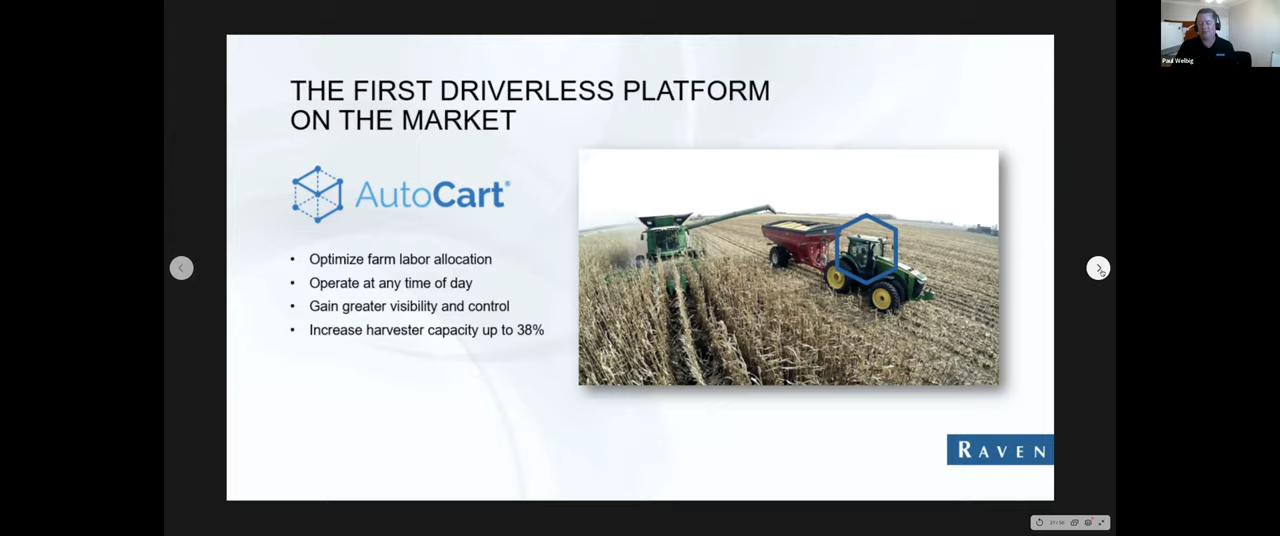 THE FIRST DRIVERLESS PLATFORM
ON THE MARKET
AutoCart®
• Optimize farm labor allocation
• Operate at any time of day
• Gain greater visibility and control
• Increase harvester capacity up to 38%
RAVEN
Paul Welbig